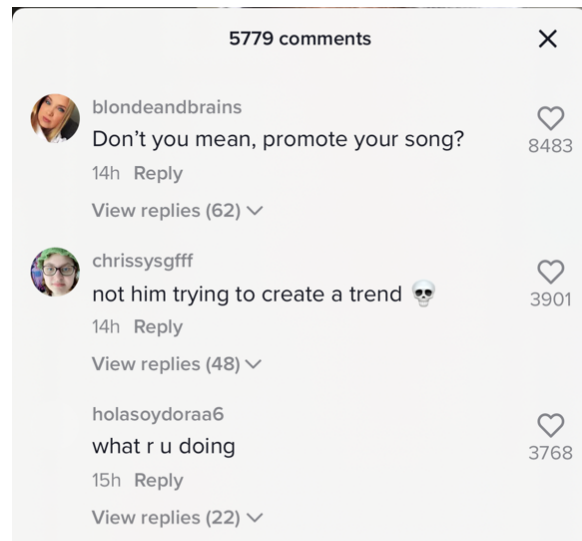 5779 comments
blondeandbrains
Don't you mean, promote your song?
8483
14h Reply
View replies (62)
chrissysgfff
not him trying to create a trend 💀
3901
14h Reply
View replies (48)
holasoydoraa6
what r u doing
3768
15h Reply
View replies (22)